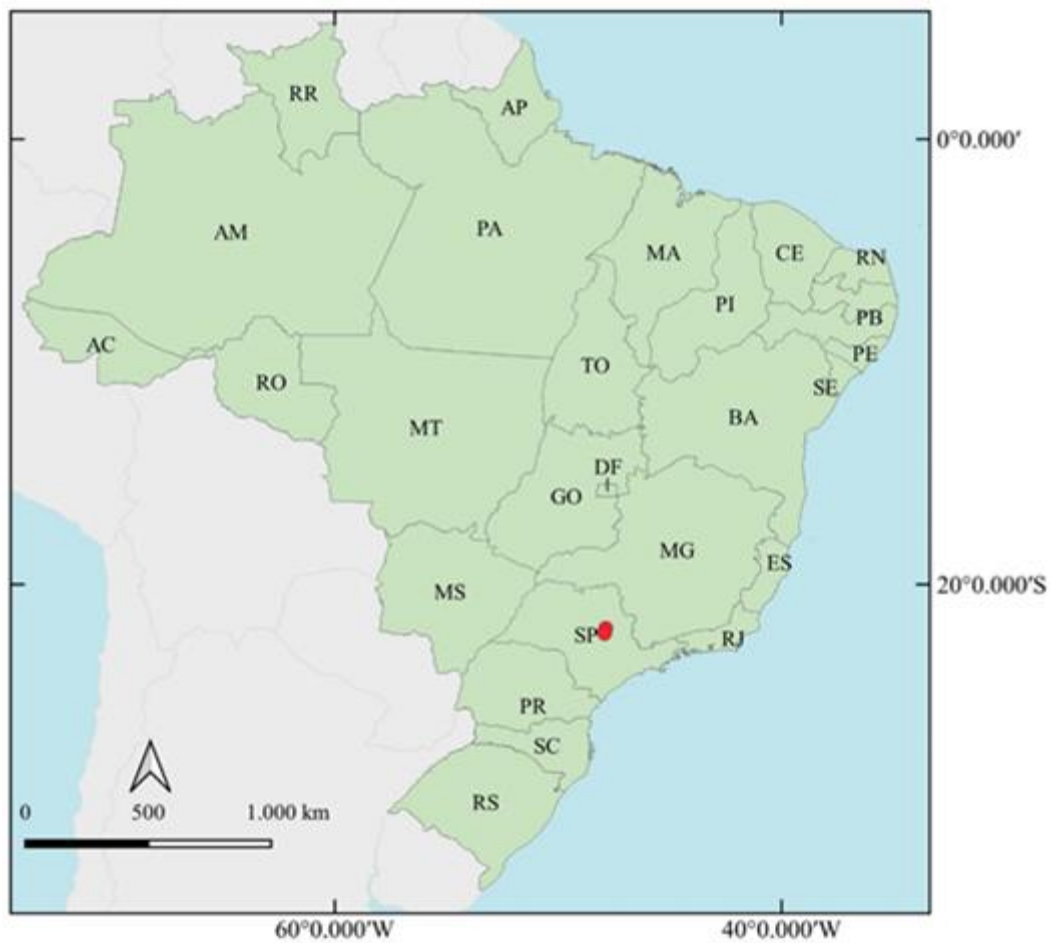 RR
AP
0°0.000′
AM
PA
MA
CE
RN
PI
PB
AC
PE
TO
RO
SE
BA
MT
DF
GO
MG
ES
20°0.000′S
MS
SP
RJ
PR
SC
RS
0 500 1.000 km
60°0.000′W 40°0.000′W